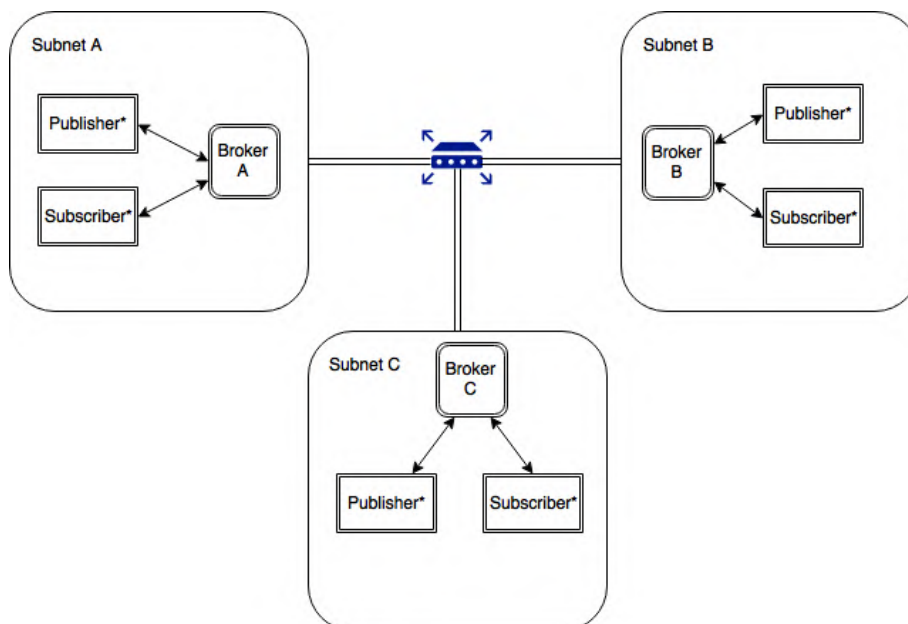 Subnet A
Publisher*
Broker
A
Subscriber*
Subnet B
Publisher*
Broker
B
Subscriber*
Subnet C
Broker
C
Publisher*
Subscriber*